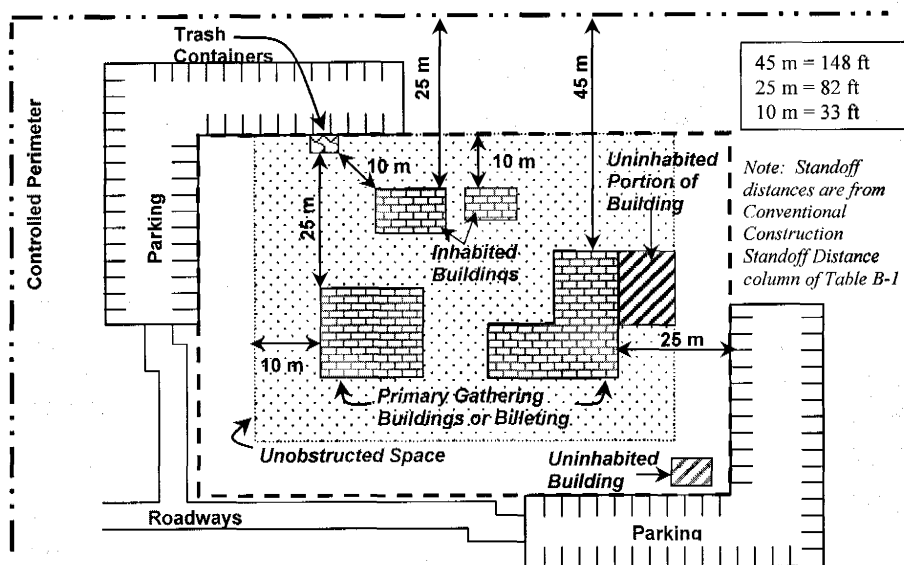 Trash
Containers
25 m
45 m
45 m = 148 ft
25 m = 82 ft
10 m = 33 ft
Controlled Perimeter
Parking
10 m
10 m
Uninhabited
Portion of
Building
Note: Standoff
distances are from
Conventional
Construction
Standoff Distance
column of Table B-1
25 m
Inhabited
Buildings
10 m
25 m
Primary Gathering
Buildings or Billeting
Unobstructed Space
Uninhabited
Building
Roadways
Parking